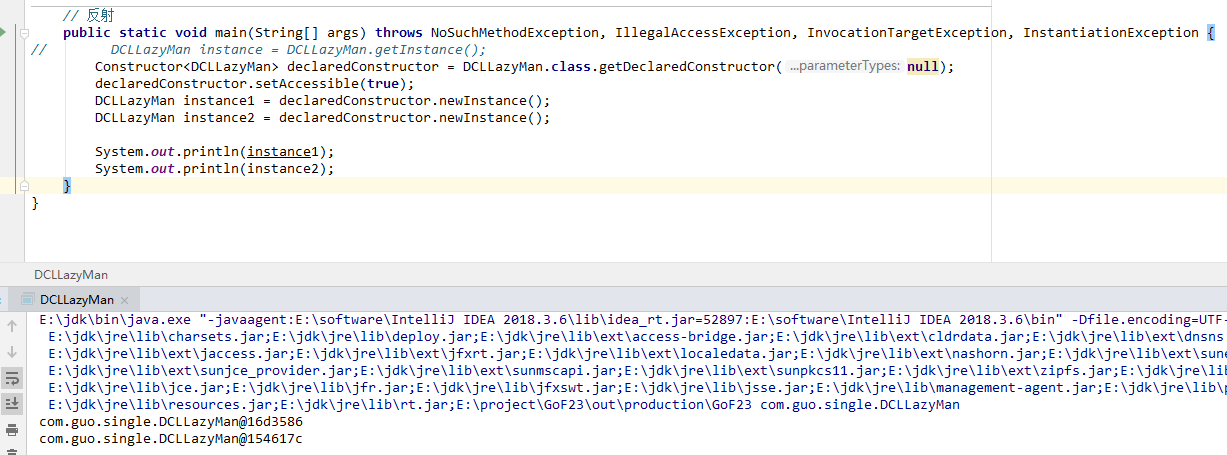 // 反射
public static void main(String[] args) throws NoSuchMethodException, IllegalAccessException, InvocationTargetException, InstantiationException {
// DCLLazyMan instance = DCLLazyMan.getInstance();
Constructor<DCLLazyMan> declaredConstructor = DCLLazyMan.class.getDeclaredConstructor( ...parameterTypes: null);
declaredConstructor.setAccessible(true);
DCLLazyMan instance1 = declaredConstructor.newInstance();
DCLLazyMan instance2 = declaredConstructor.newInstance();
System.out.println(instance1);
System.out.println(instance2);
}
}
DCLLazyMan
DCLLazyMan ×
E:\jdk\bin\java.exe "-javaagent:E:\software\IntelliJ IDEA 2018.3.6\lib\idea_rt.jar=52897:E:\software\IntelliJ IDEA 2018.3.6\bin" -Dfile.encoding=UTF-
E:\jdk\jre\lib\charsets.jar;E:\jdk\jre\lib\deploy.jar;E:\jdk\jre\lib\ext\access-bridge.jar;E:\jdk\jre\lib\ext\cldrdata.jar;E:\jdk\jre\lib\ext\dnsns
E:\jdk\jre\lib\ext\jaccess.jar;E:\jdk\jre\lib\ext\jfxrt.jar;E:\jdk\jre\lib\ext\localedata.jar;E:\jdk\jre\lib\ext\nashorn.jar;E:\jdk\jre\lib\ext\sune
E:\jdk\jre\lib\ext\sunjce_provider.jar;E:\jdk\jre\lib\ext\sunmscapi.jar;E:\jdk\jre\lib\ext\sunpkcs11.jar;E:\jdk\jre\lib\ext\zipfs.jar;E:\jdk\jre\lib
E:\jdk\jre\lib\jce.jar;E:\jdk\jre\lib\jfr.jar;E:\jdk\jre\lib\jfxswt.jar;E:\jdk\jre\lib\jsse.jar;E:\jdk\jre\lib\management-agent.jar;E:\jdk\jre\lib\p
E:\jdk\jre\lib\resources.jar;E:\jdk\jre\lib\rt.jar;E:\project\GoF23\out\production\GoF23 com.guo.single.DCLLazyMan
com.guo.single.DCLLazyMan@16d3586
com.guo.single.DCLLazyMan@154617c